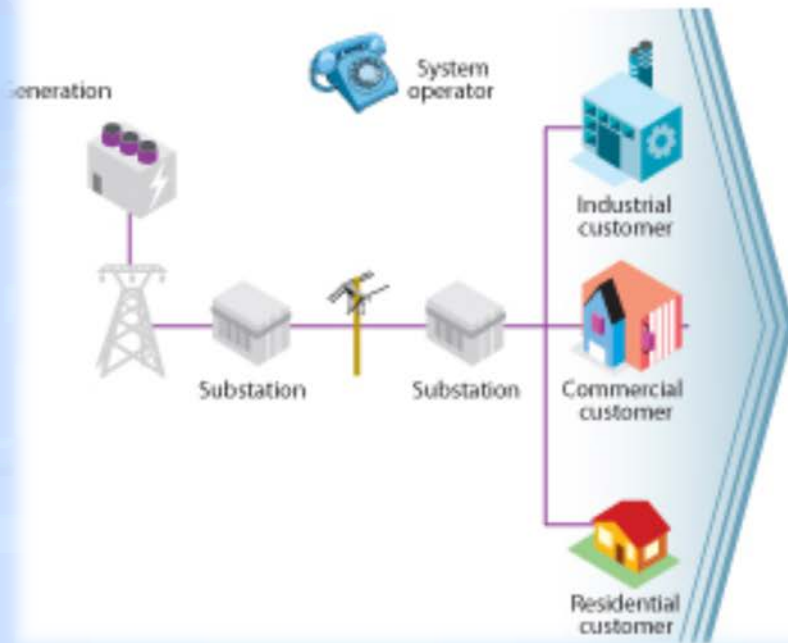 System
operator
eneration
Industrial
customer
Substation
Substation
Commercial
customer
Residential
customer